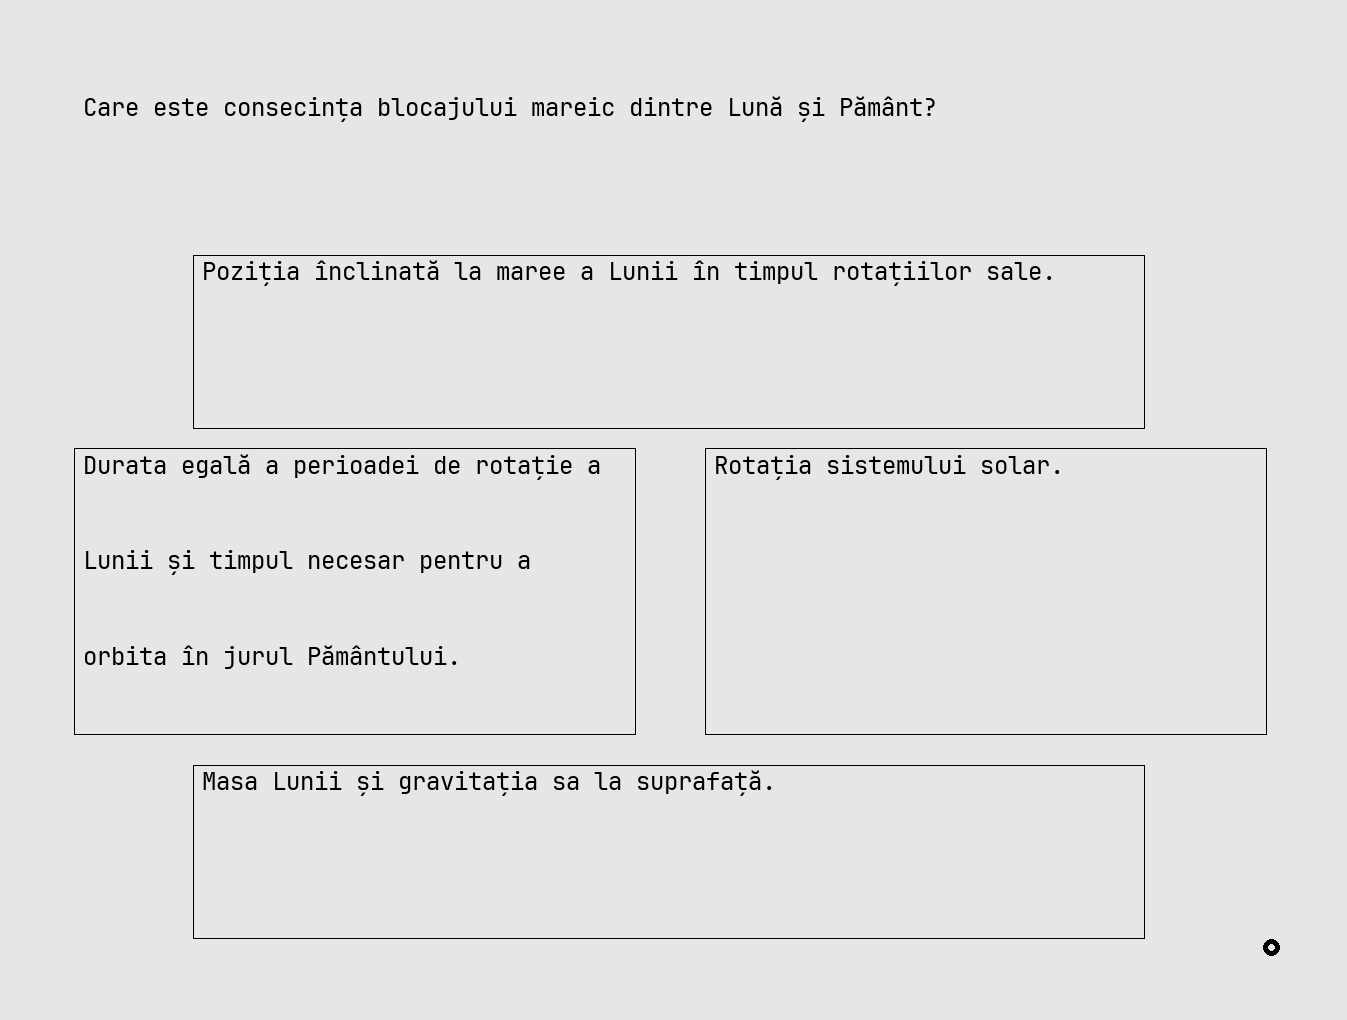 Care este consecința blocajului mareic dintre Lună și Pământ?
Poziția înclinată la maree a Lunii în timpul rotațiilor sale.
Durata egală a perioadei de rotație a
Lunii și timpul necesar pentru a
orbita în jurul Pământului.
Rotația sistemului solar.
Masa Lunii și gravitația sa la suprafață.